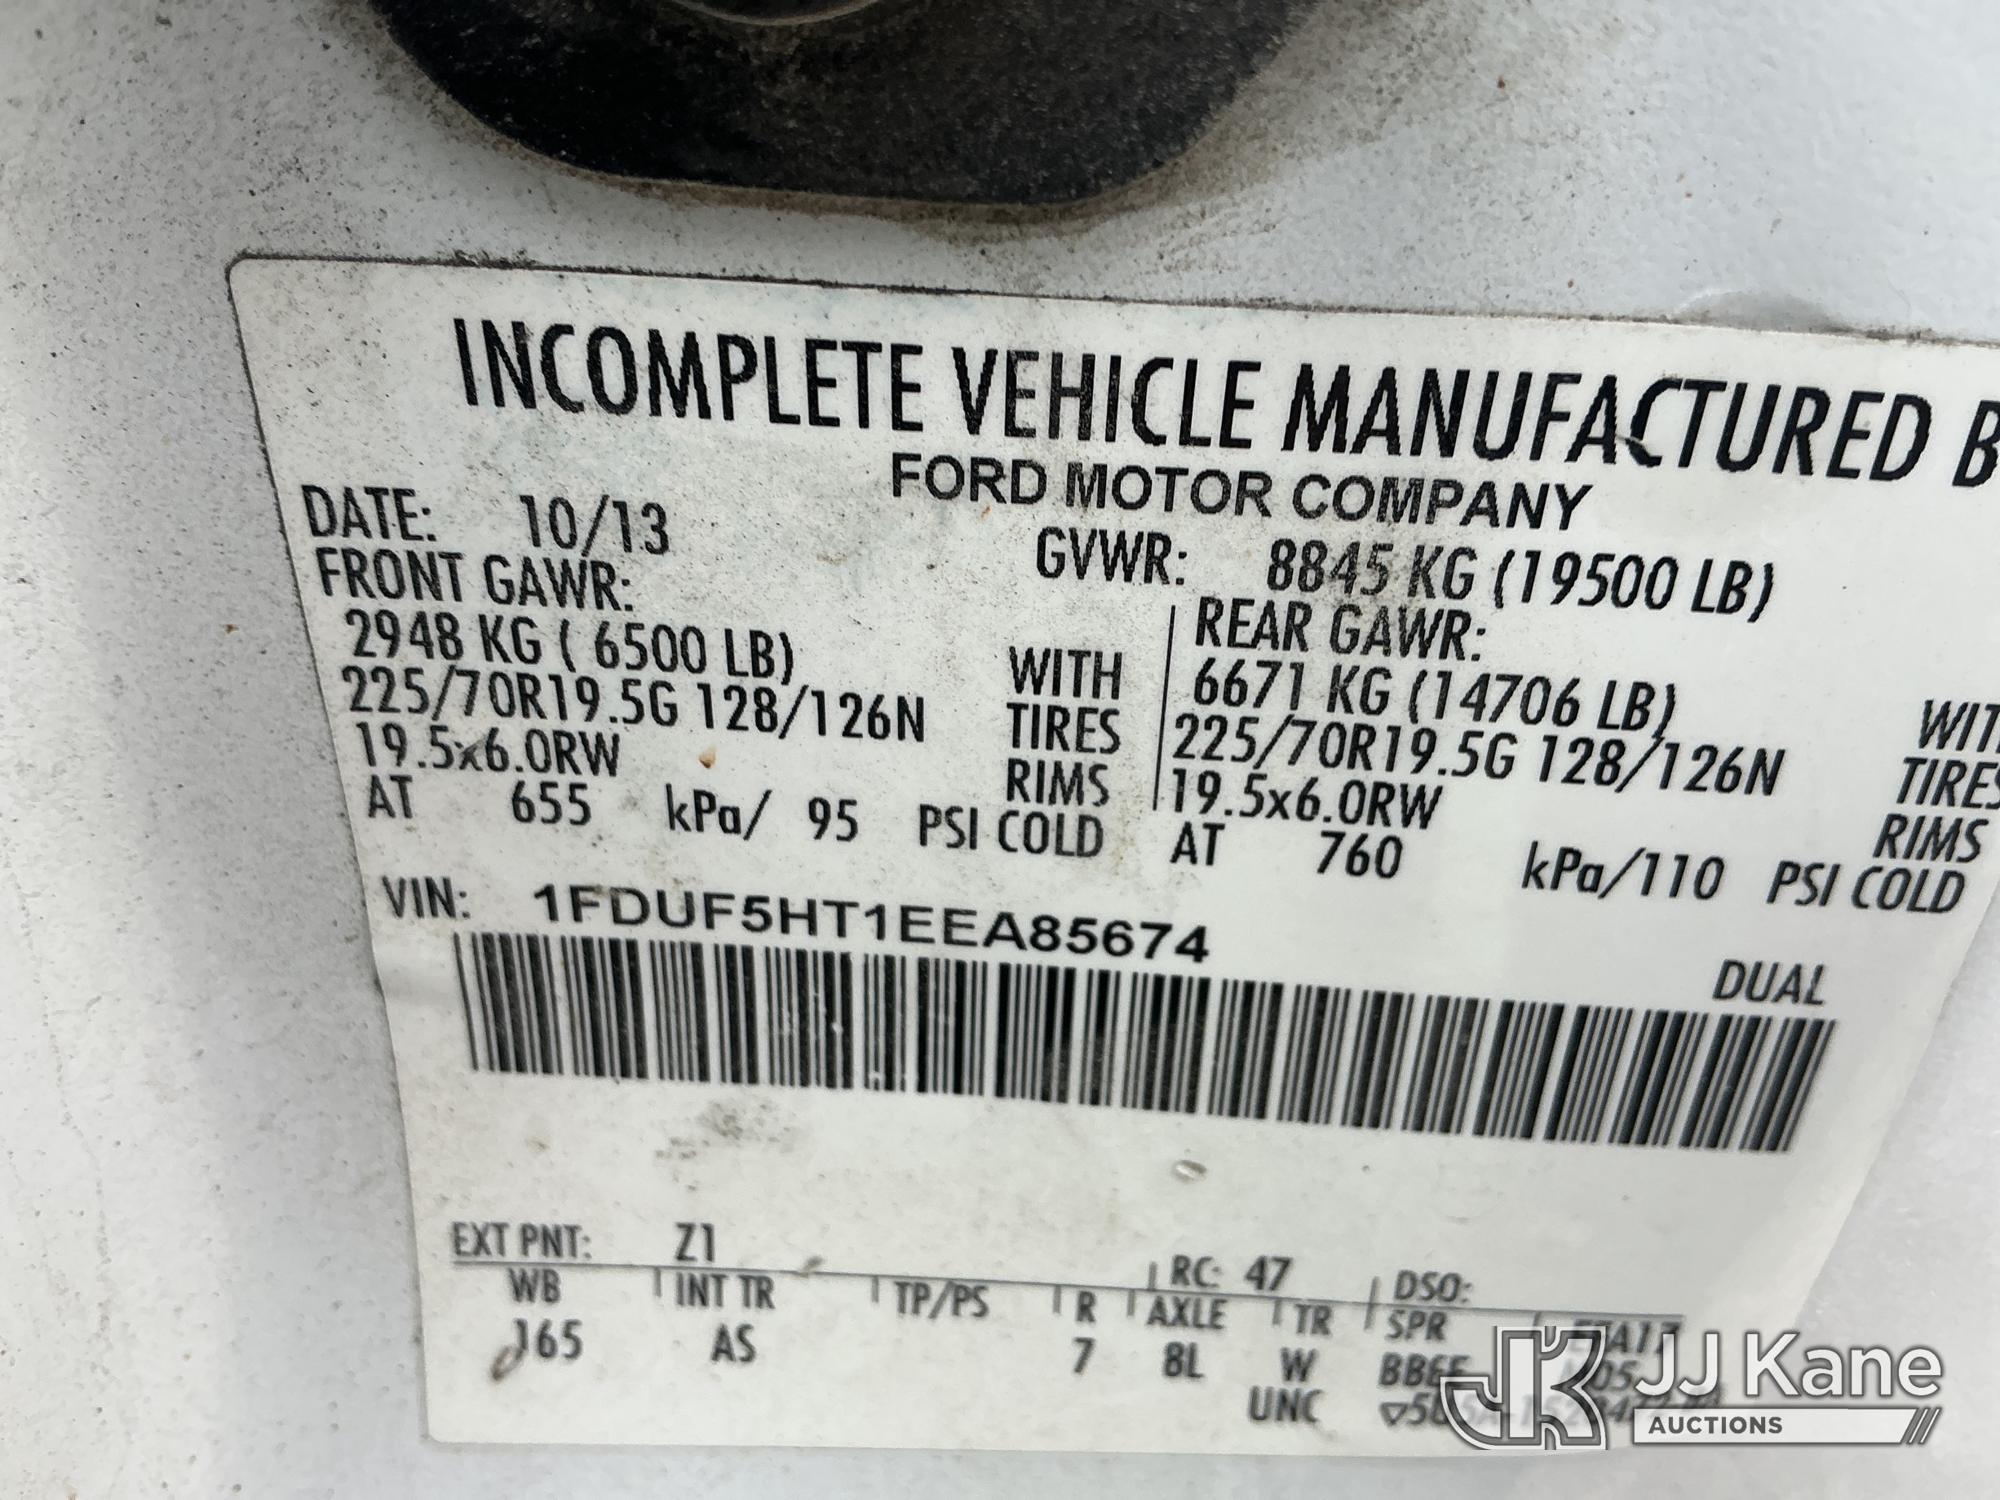 INCOMPLETE VEHICLE MANUFACTURED B
FORD MOTOR COMPANY
DATE: 10/13 GVWR: 8845 KG (19500 LB)
FRONT GAWR: REAR GAWR:
2948 KG ( 6500 LB) WITH 6671 KG (14706 LB) WIT
225/70R19.5G 128/126N TIRES 225/70R19.5G 128/126N TIRES
19.5x6.0RW RIMS 19.5x6.0RW RIMS
AT 655 kPa/ 95 PSI COLD AT 760 kPa/110 PSI COLD
VIN: 1FDUF5HT1EEA85674
DUAL
EXT PNT: Z1 RC: 47 DSO:
WB INT TR TP/PS R AXLE TR SPR
165 AS 7 8L W
UNC
JK JJ Kane
AUCTIONS